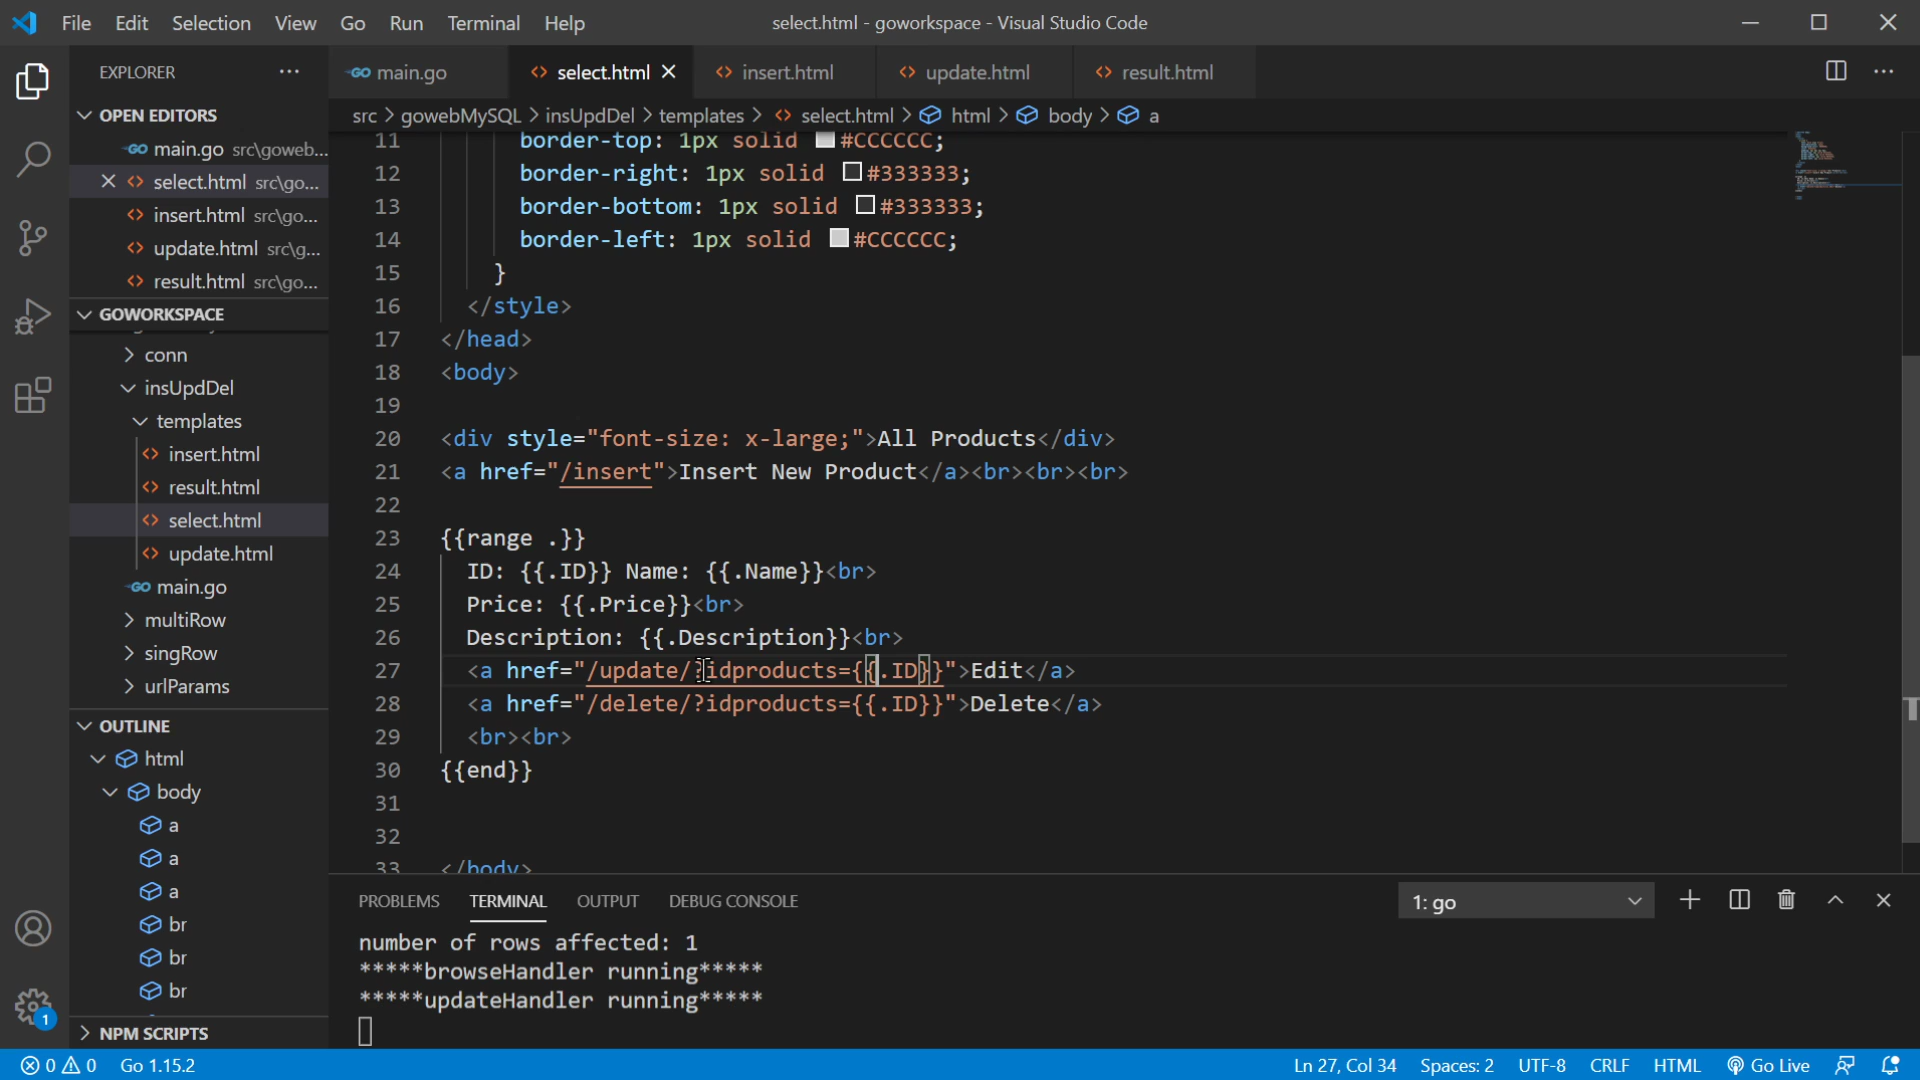 File Edit Selection View Go Run Terminal Help select.html - goworkspace - Visual Studio Code
EXPLORER
main.go select.html insert.html update.html result.html
src > gowebMySQL > insUpdDel > templates > select.html > html > body > a
OPEN EDITORS
main.go src\goweb...
select.html src\go...
insert.html src\go...
update.html src\g...
result.html src\go...
GOWORKSPACE
conn
insUpdDel
templates
insert.html
result.html
select.html
update.html
main.go
multiRow
singRow
urlParams
OUTLINE
html
body
a
a
a
br
br
br
NPM SCRIPTS
11 border-top: 1px solid #CCCCCC;
12 border-right: 1px solid #333333;
13 border-bottom: 1px solid #333333;
14 border-left: 1px solid #CCCCCC;
15 }
16 </style>
17 </head>
18 <body>
19
20 <div style="font-size: x-large;">All Products</div>
21 <a href="/insert">Insert New Product</a><br><br><br>
22
23 {{range .}}
24 ID: {{.ID}} Name: {{.Name}}<br>
25 Price: {{.Price}}<br>
26 Description: {{.Description}}<br>
27 <a href="/update/?idproducts={{.ID}}">Edit</a>
28 <a href="/delete/?idproducts={{.ID}}">Delete</a>
29 <br><br>
30 {{end}}
31
32
33 </body>
PROBLEMS TERMINAL OUTPUT DEBUG CONSOLE 1: go
number of rows affected: 1
*****browseHandler running*****
*****updateHandler running*****
1
0 0 Go 1.15.2 Ln 27, Col 34 Spaces: 2 UTF-8 CRLF HTML Go Live